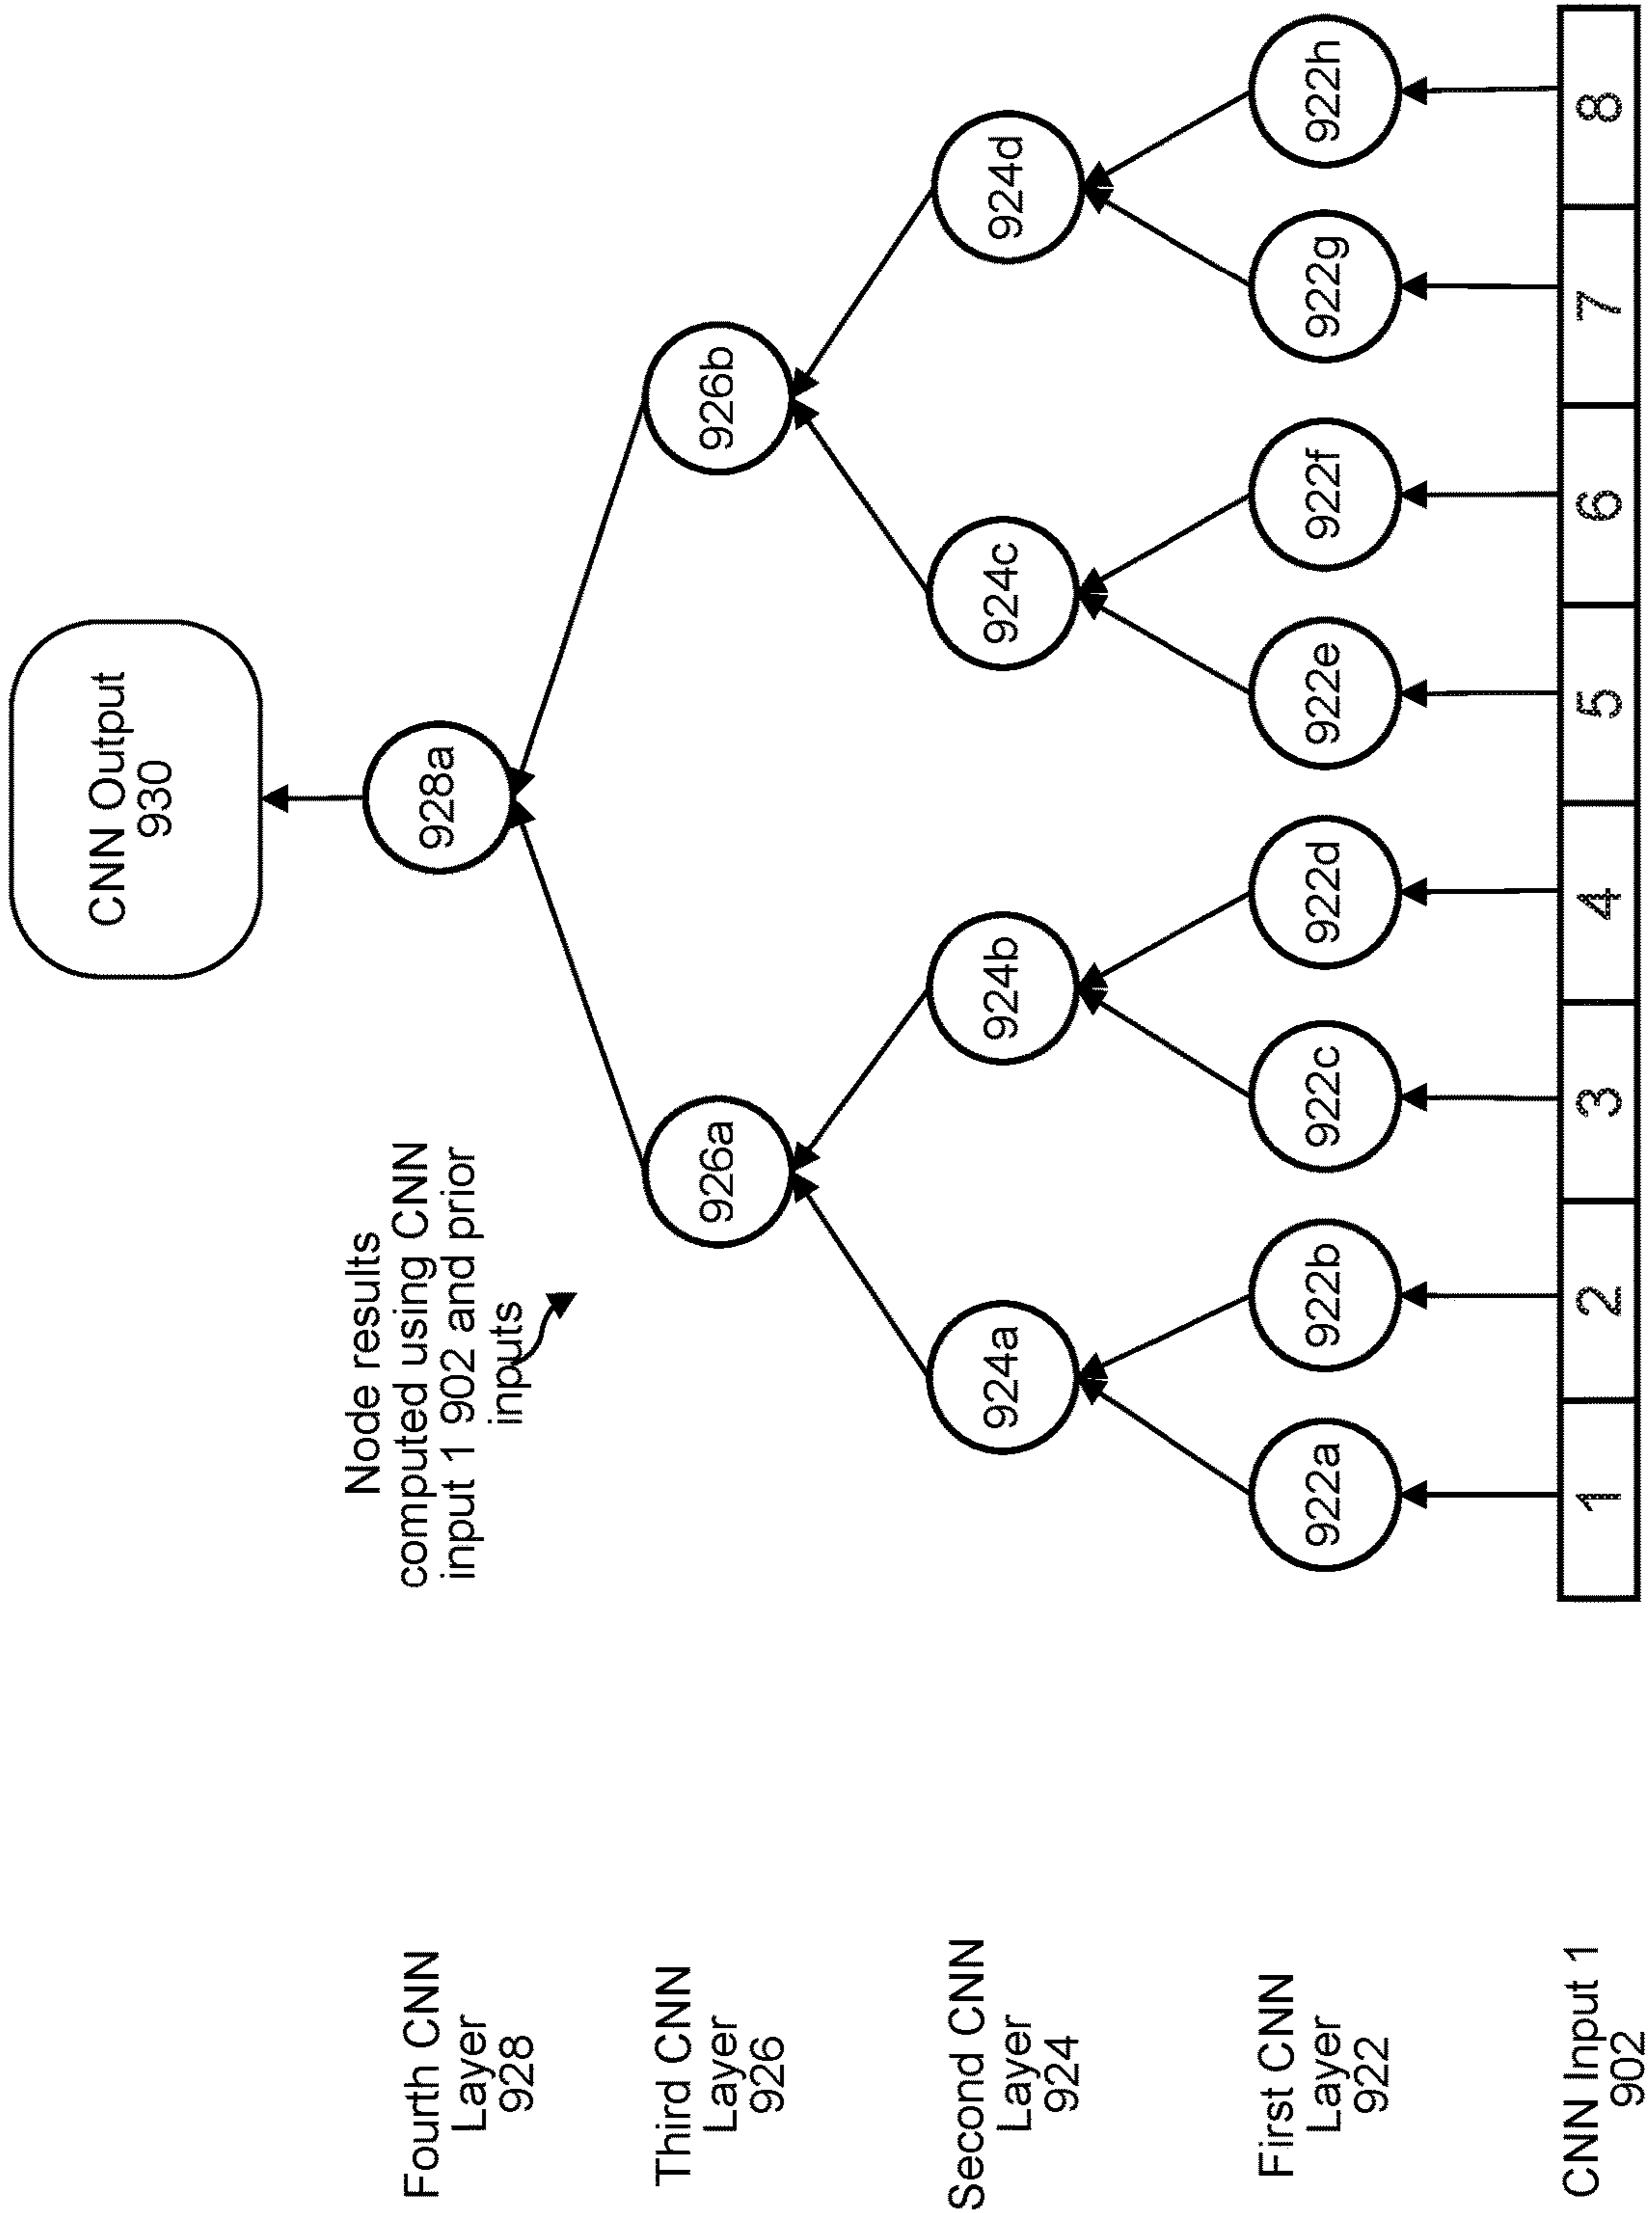 CNN Output
930
Node results
computed using CNN
input 1 902 and prior
inputs
Fourth CNN
Layer
928
928a
Third CNN
Layer
926
926a
926b
Second CNN
Layer
924
924a
924b
924c
924d
First CNN
Layer
922
922a
922b
922c
922d
922e
922f
922g
922h
CNN Input 1
902
1
2
3
4
5
6
7
8